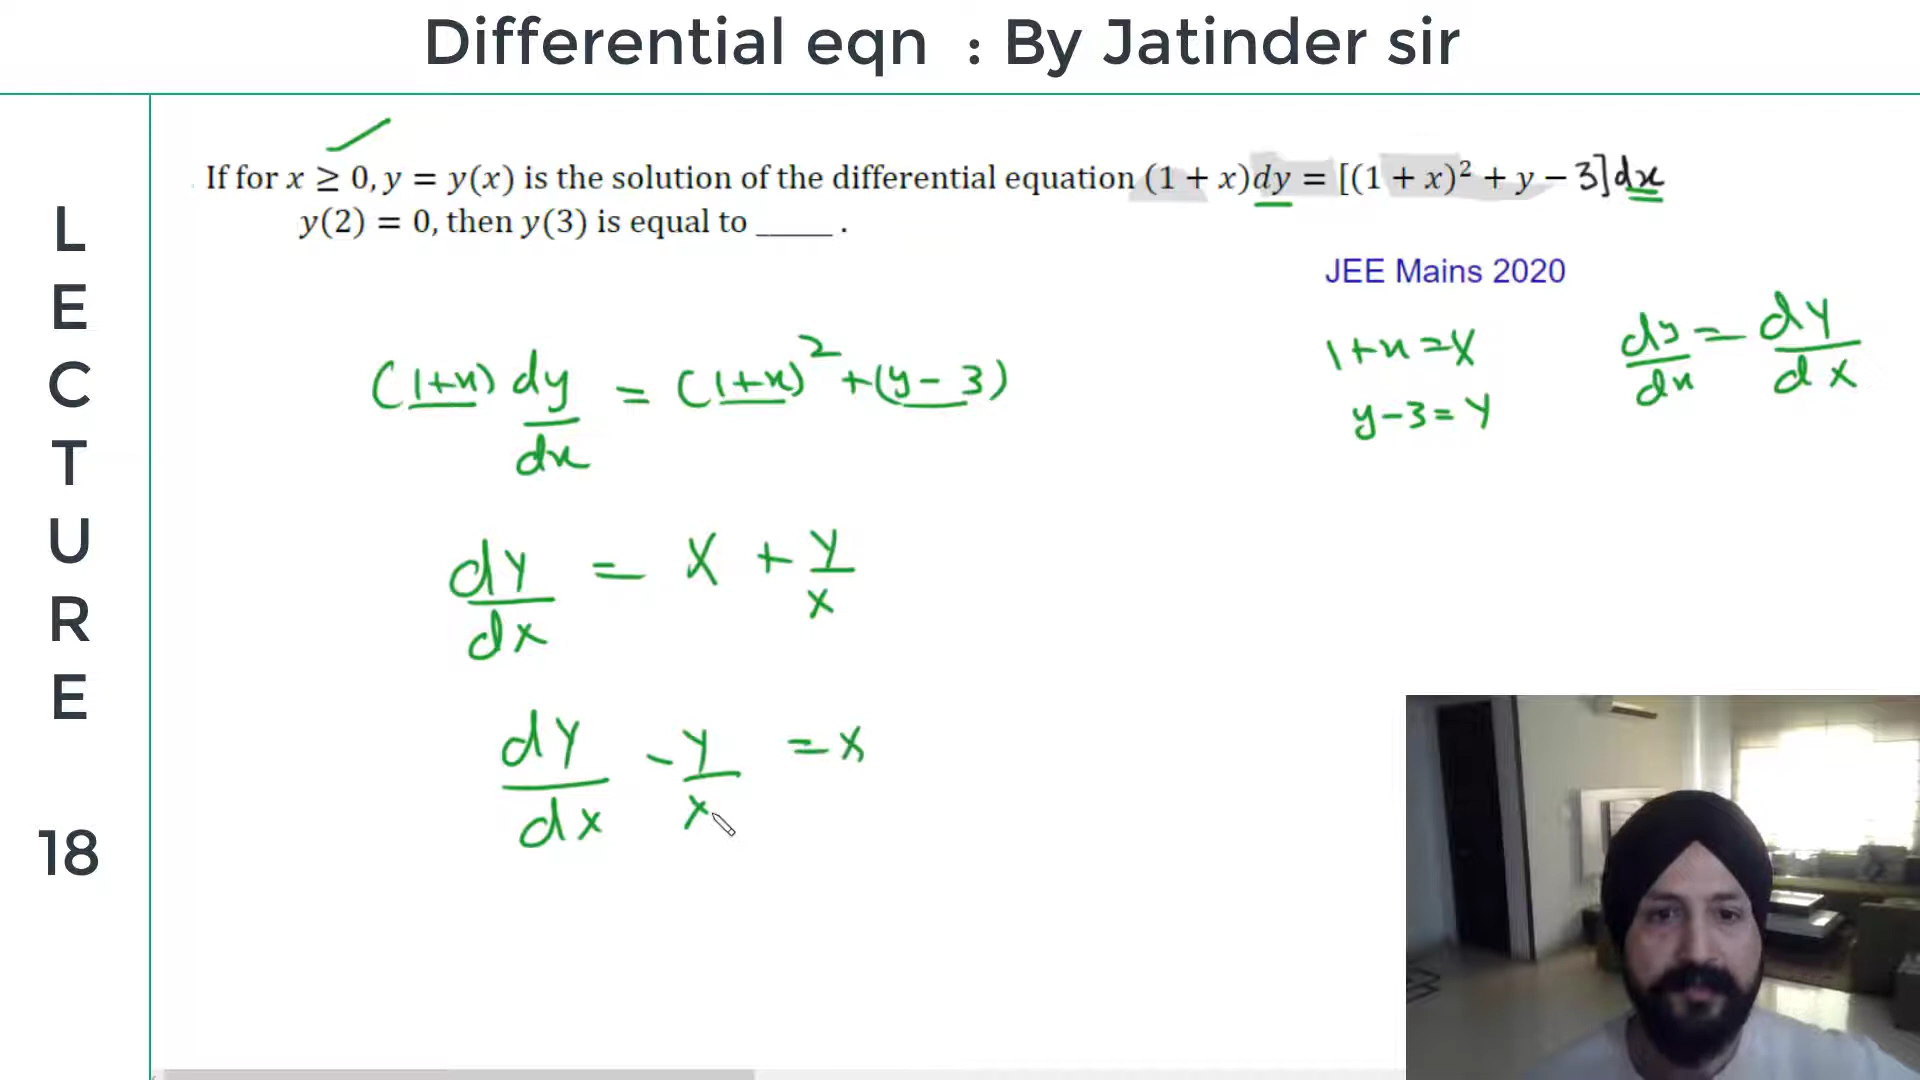 Differential eqn : By Jatinder sir
LECTURE
18
If for x ≥ 0, y = y(x) is the solution of the differential equation (1 + x)dy = [(1 + x)² + y − 3]dx
y(2) = 0, then y(3) is equal to _____ .
JEE Mains 2020
1+x=X
y-3=Y
dy/dx = dY/dX
(1+x) dy/dx = (1+x)² + (y-3)
dY/dX = X + Y/X
dY/dX - Y/X = X